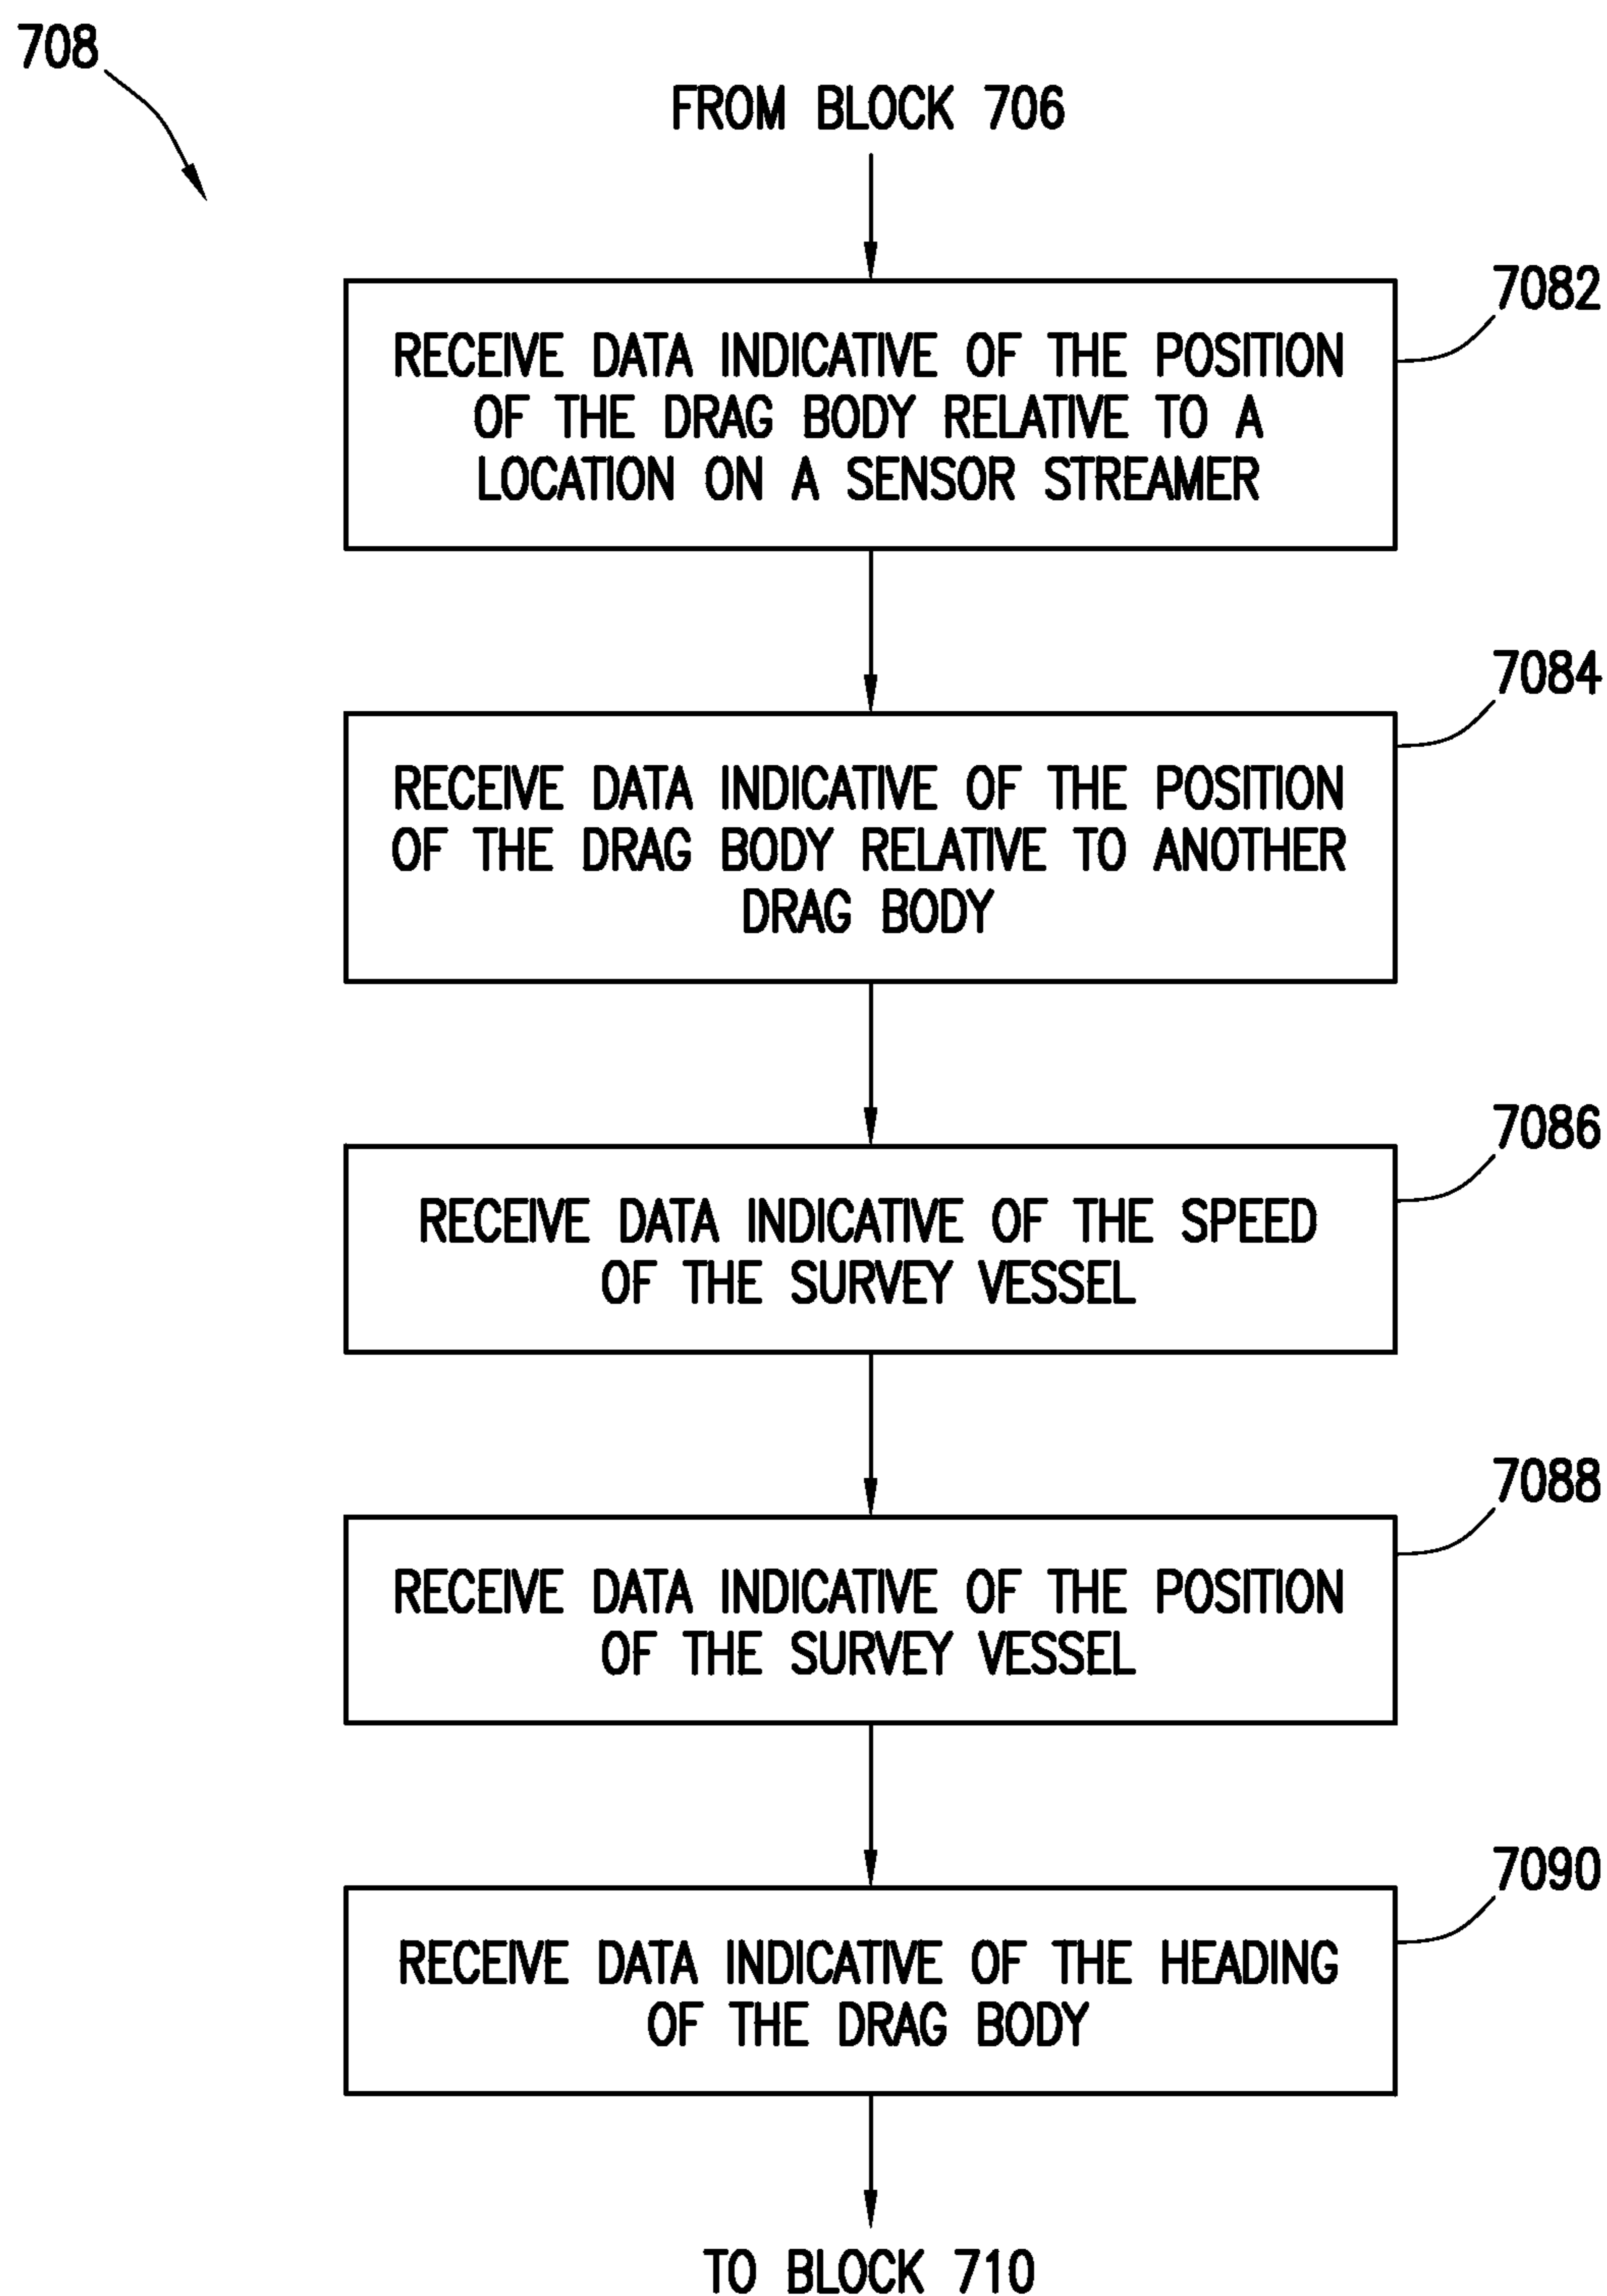 708
FROM BLOCK 706
7082
RECEIVE DATA INDICATIVE OF THE POSITION
OF THE DRAG BODY RELATIVE TO A
LOCATION ON A SENSOR STREAMER
7084
RECEIVE DATA INDICATIVE OF THE POSITION
OF THE DRAG BODY RELATIVE TO ANOTHER
DRAG BODY
7086
RECEIVE DATA INDICATIVE OF THE SPEED
OF THE SURVEY VESSEL
7088
RECEIVE DATA INDICATIVE OF THE POSITION
OF THE SURVEY VESSEL
7090
RECEIVE DATA INDICATIVE OF THE HEADING
OF THE DRAG BODY
TO BLOCK 710